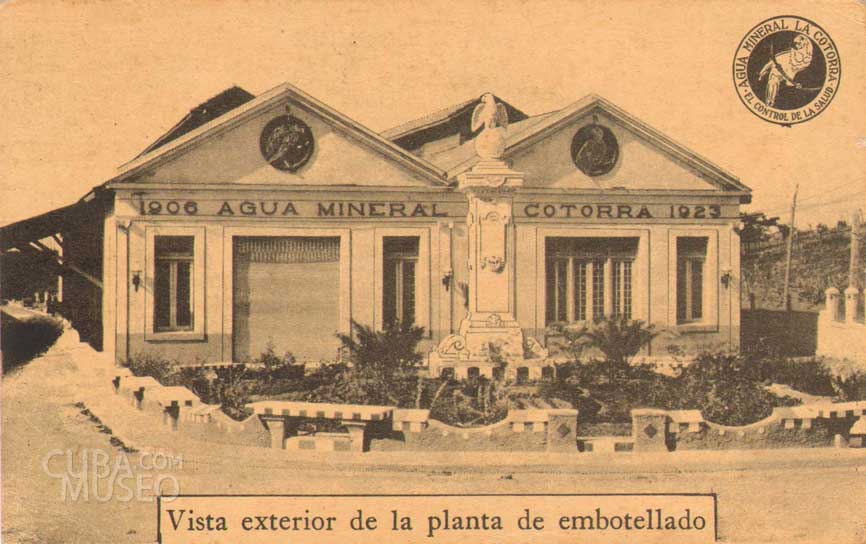 AGUA MINERAL LA COTORRA
EL CONTROL DE LA SALUD
1906 AGUA MINERAL COTORRA 1923
CUBA
.COM
MUSEO
Vista exterior de la planta de embotellado